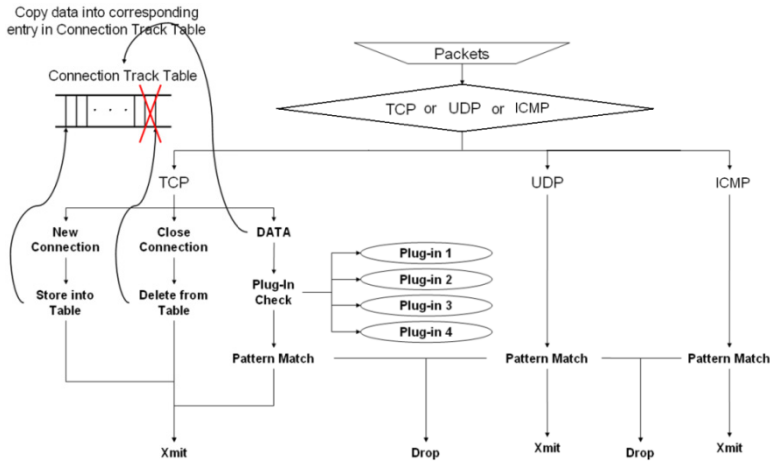 Copy data into corresponding
entry in Connection Track Table
Packets
Connection Track Table
. . .
TCP or UDP or ICMP
TCP
UDP
ICMP
New
Connection
Close
Connection
DATA
Plug-in 1
Plug-in 2
Plug-in 3
Plug-in 4
Store into
Table
Delete from
Table
Plug-In
Check
Pattern Match
Pattern Match
Pattern Match
Xmit
Drop
Xmit
Drop
Xmit